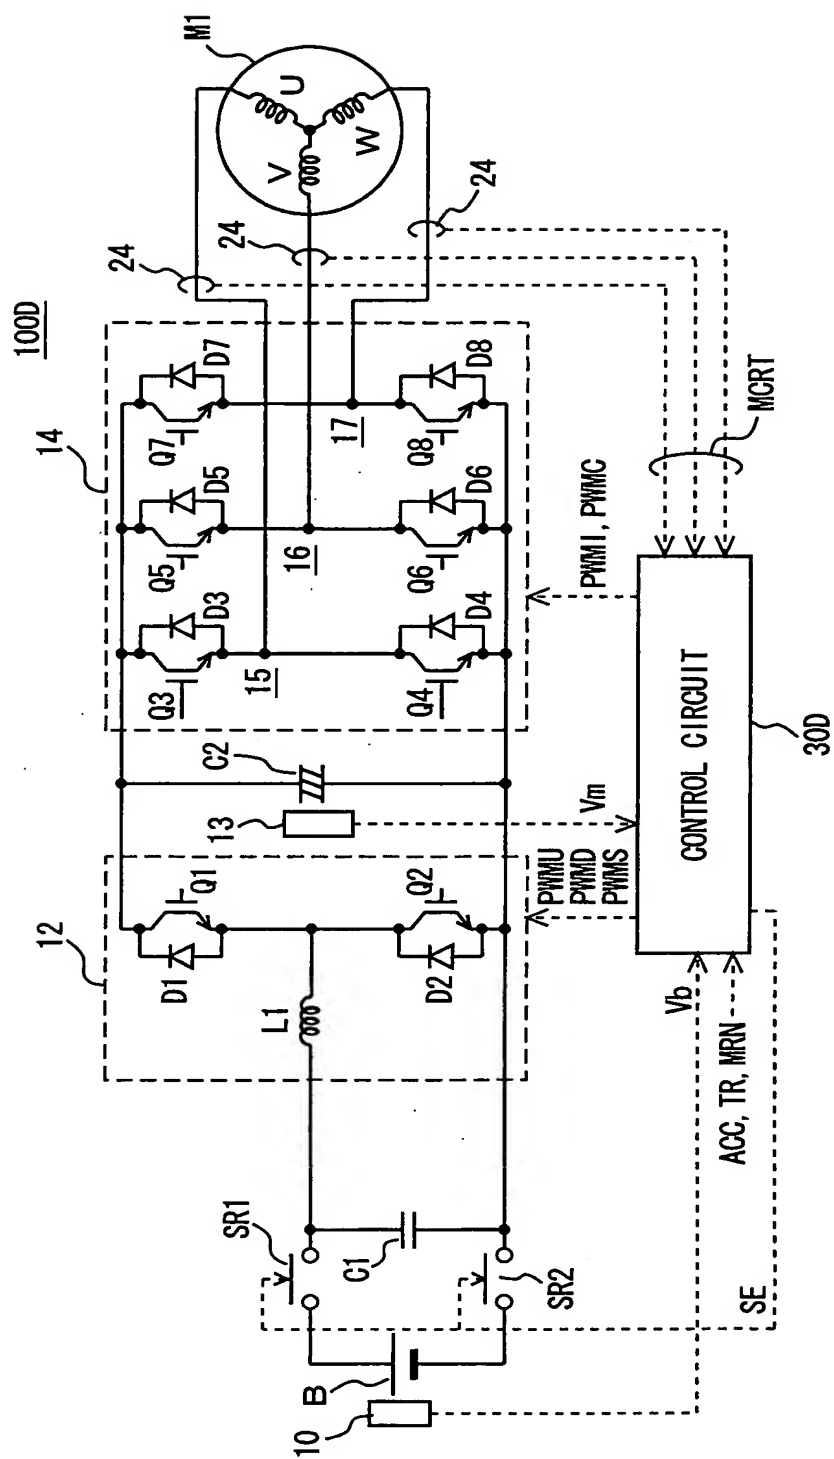 100D
M1
U
V
W
24
24
24
14
D7
D8
Q7
Q8
17
D5
D6
Q5
Q6
16
D3
D4
Q3
Q4
15
C2
13
12
Q1
Q2
D1
D2
L1
PWMI, PWMC
MCRT
Vm
PWMU
PWMD
PWMS
CONTROL CIRCUIT
30D
Vb
ACC, TR, MRN
SE
SR1
SR2
C1
B
10